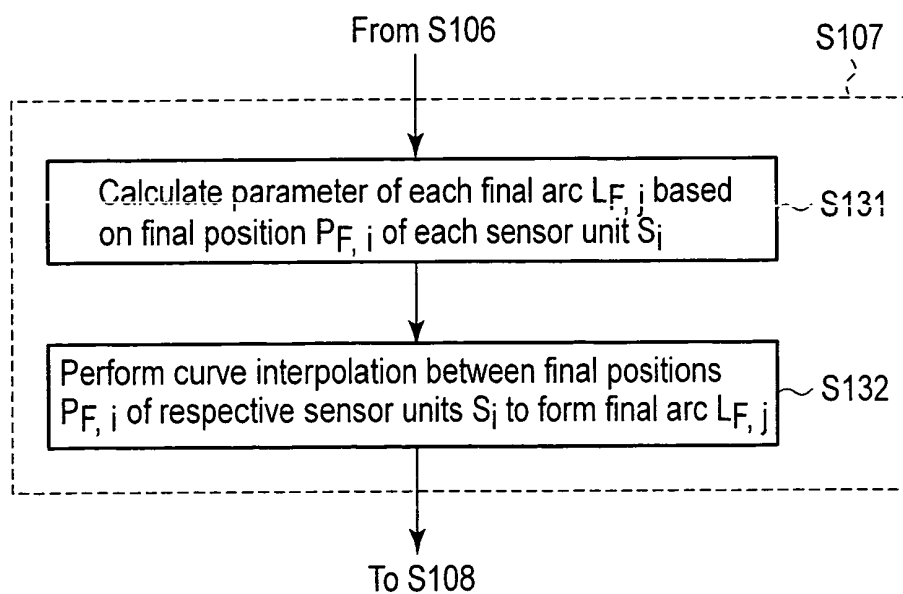 From S106
S107
Calculate parameter of each final arc LF, j based
on final position PF, i of each sensor unit Si
S131
Perform curve interpolation between final positions
PF, i of respective sensor units Si to form final arc LF, j
S132
To S108